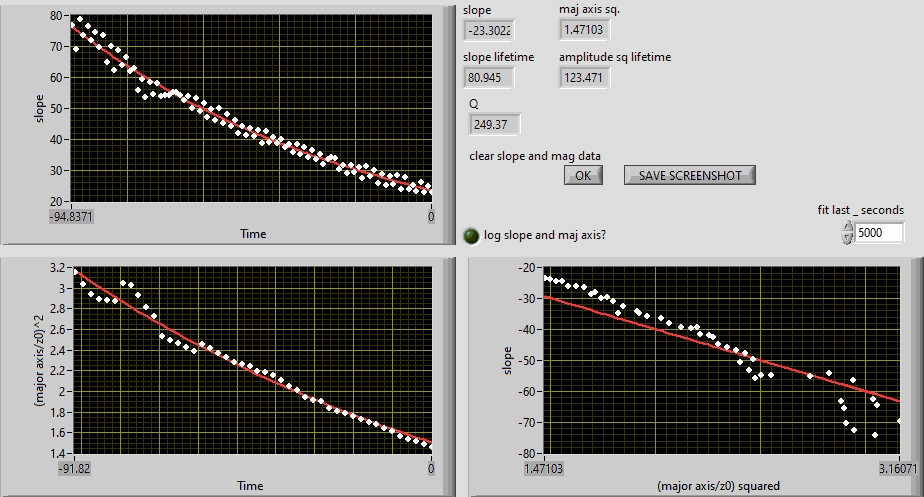 slope
-23.3022
maj axis sq.
1.47103
slope lifetime
80.945
amplitude sq lifetime
123.471
Q
249.37
clear slope and mag data
OK
SAVE SCREENSHOT
fit last _ seconds
5000
log slope and maj axis?
80
70
60
50
40
30
20
slope
-94.8371
0
Time
3.2
3
2.8
2.6
2.4
2.2
2
1.8
1.6
1.4
(major axis/z0)^2
-91.82
0
Time
-20
-30
-40
-50
-60
-70
-80
slope
1.47103
3.16071
(major axis/z0) squared